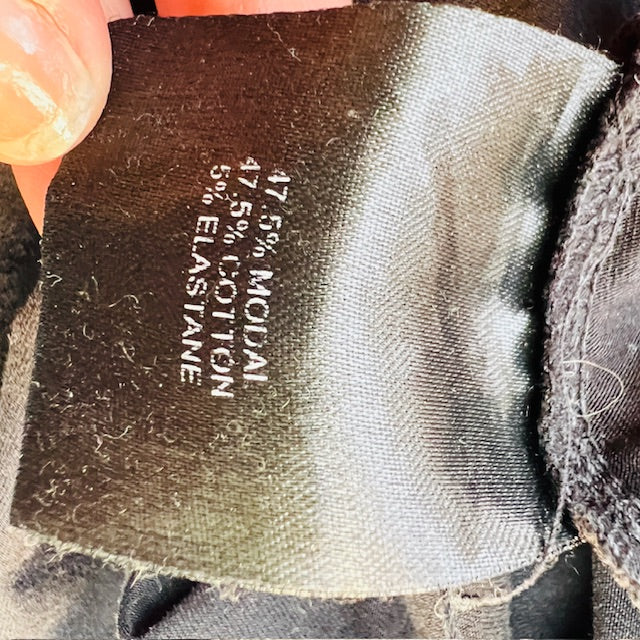 47.5% MODAL
47.5% COTTON
5% ELASTANE